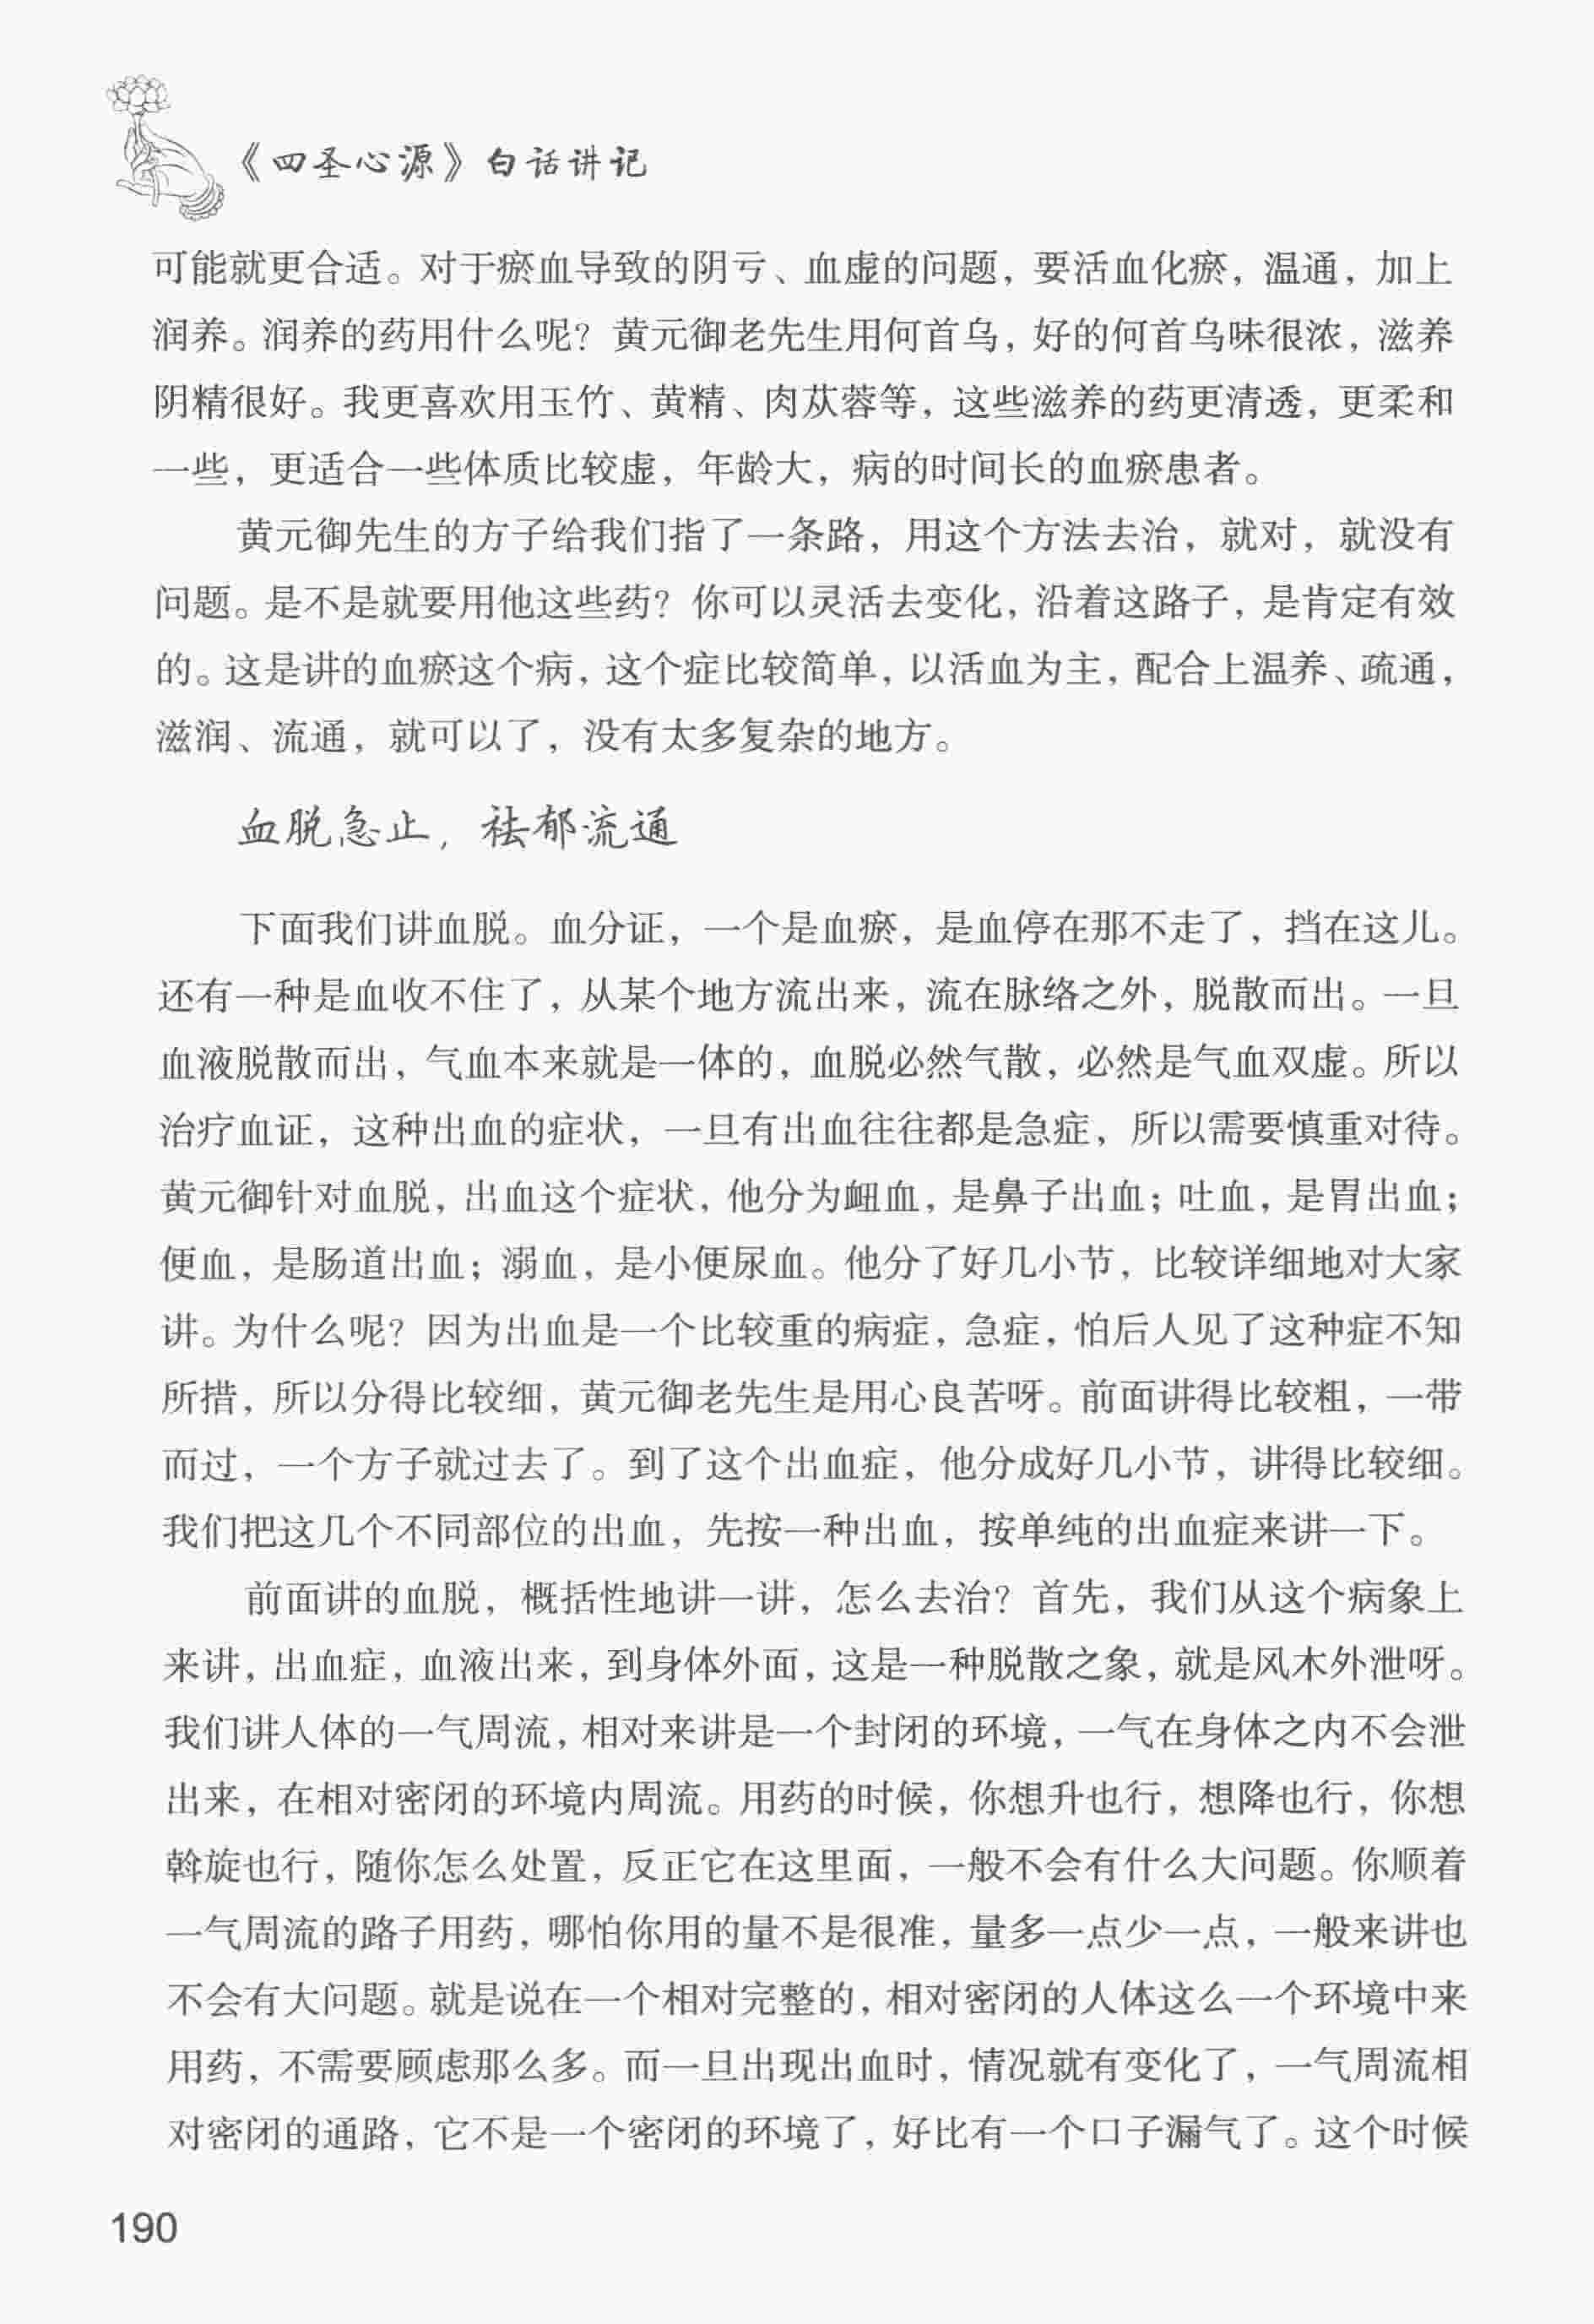 《四圣心源》白话讲记
可能就更合适。对于瘀血导致的阴亏、血虚的问题，要活血化瘀，温通，加上
润养。润养的药用什么呢？黄元御老先生用何首乌，好的何首乌味很浓，滋养
阴精很好。我更喜欢用玉竹、黄精、肉苁蓉等，这些滋养的药更清透，更柔和
一些，更适合一些体质比较虚，年龄大，病的时间长的血瘀患者。
黄元御先生的方子给我们指了一条路，用这个方法去治，就对，就没有
问题。是不是就要用他这些药？你可以灵活去变化，沿着这路子，是肯定有效
的。这是讲的血瘀这个病，这个症比较简单，以活血为主，配合上温养、疏通，
滋润、流通，就可以了，没有太多复杂的地方。
血脱急止，祛郁流通
下面我们讲血脱。血分证，一个是血瘀，是血停在那不走了，挡在这儿。
还有一种是血收不住了，从某个地方流出来，流在脉络之外，脱散而出。一旦
血液脱散而出，气血本来就是一体的，血脱必然气散，必然是气血双虚。所以
治疗血证，这种出血的症状，一旦有出血往往都是急症，所以需要慎重对待。
黄元御针对血脱，出血这个症状，他分为衄血，是鼻子出血；吐血，是胃出血；
便血，是肠道出血；溺血，是小便尿血。他分了好几小节，比较详细地对大家
讲。为什么呢？因为出血是一个比较重的病症，急症，怕后人见了这种症不知
所措，所以分得比较细，黄元御老先生是用心良苦呀。前面讲得比较粗，一带
而过，一个方子就过去了。到了这个出血症，他分成好几小节，讲得比较细。
我们把这几个不同部位的出血，先按一种出血，按单纯的出血症来讲一下。
前面讲的血脱，概括性地讲一讲，怎么去治？首先，我们从这个病象上
来讲，出血症，血液出来，到身体外面，这是一种脱散之象，就是风木外泄呀。
我们讲人体的一气周流，相对来讲是一个封闭的环境，一气在身体之内不会泄
出来，在相对密闭的环境内周流。用药的时候，你想升也行，想降也行，你想
斡旋也行，随你怎么处置，反正它在这里面，一般不会有什么大问题。你顺着
一气周流的路子用药，哪怕你用的量不是很准，量多一点少一点，一般来讲也
不会有大问题。就是说在一个相对完整的，相对密闭的人体这么一个环境中来
用药，不需要顾虑那么多。而一旦出现出血时，情况就有变化了，一气周流相
对密闭的通路，它不是一个密闭的环境了，好比有一个口子漏气了。这个时候
190